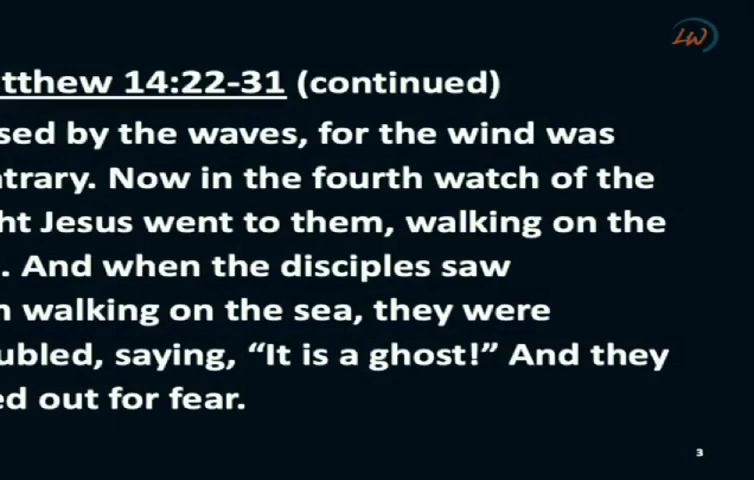 LW
tthew 14:22-31 (continued)
sed by the waves, for the wind was
trary. Now in the fourth watch of the
ht Jesus went to them, walking on the
. And when the disciples saw
walking on the sea, they were
ubled, saying, “It is a ghost!” And they
ed out for fear.
3